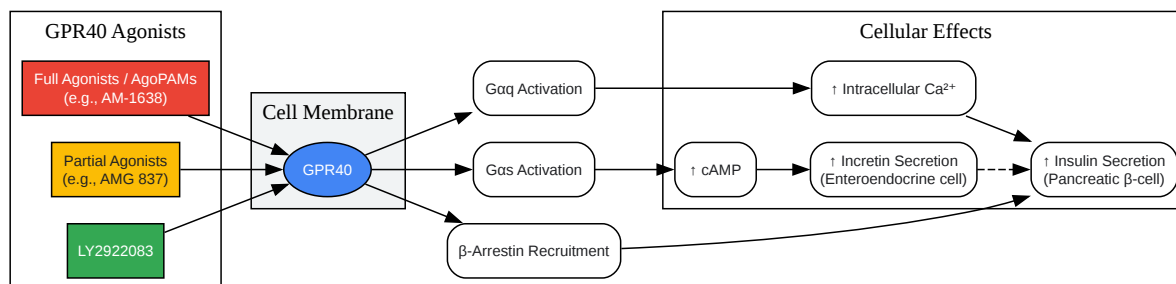 GPR40 Agonists
Full Agonists / AgoPAMs
(e.g., AM-1638)
Partial Agonists
(e.g., AMG 837)
LY2922083
Cell Membrane
GPR40
Gαq Activation
Gαs Activation
β-Arrestin Recruitment
Cellular Effects
↑ Intracellular Ca²⁺
↑ cAMP
↑ Incretin Secretion
(Enteroendocrine cell)
↑ Insulin Secretion
(Pancreatic β-cell)